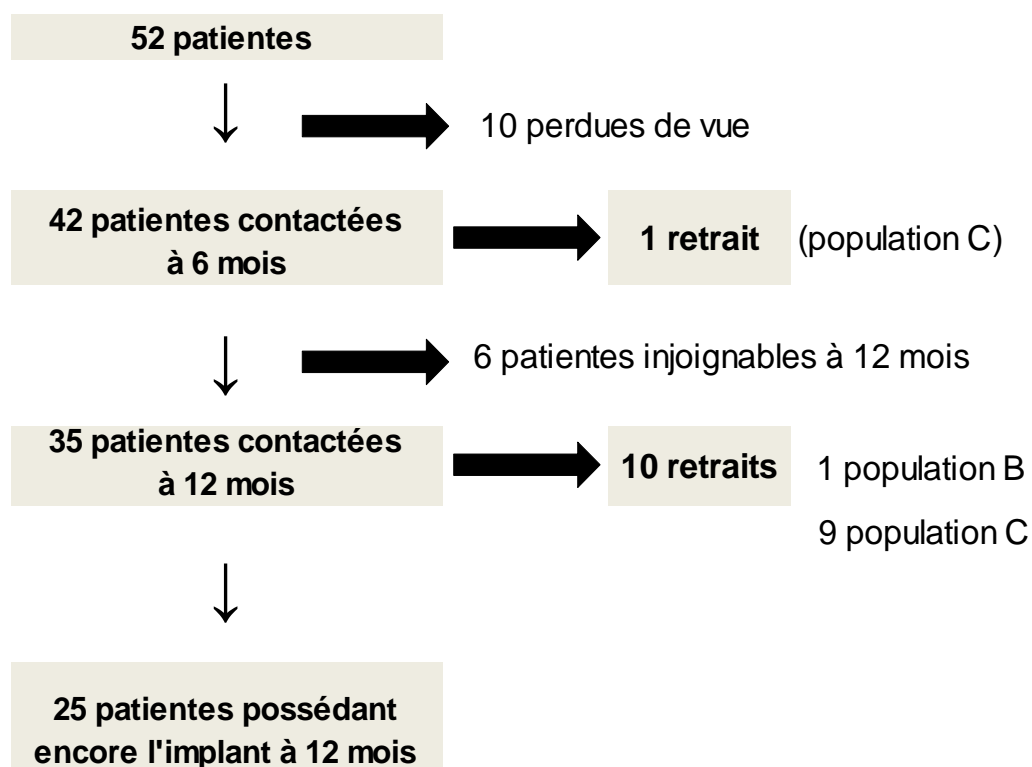 52 patientes
10 perdues de vue
42 patientes contactées
à 6 mois
1 retrait
(population C)
6 patientes injoignables à 12 mois
35 patientes contactées
à 12 mois
10 retraits
1 population B
9 population C
25 patientes possédant
encore l'implant à 12 mois